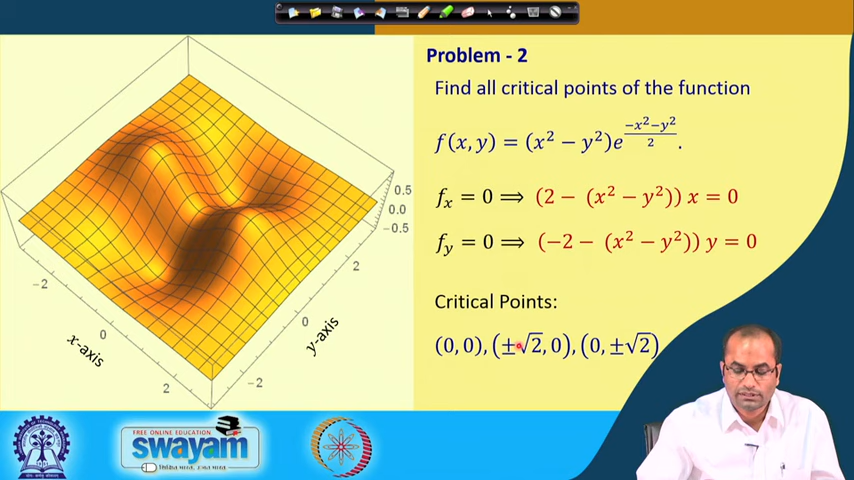 Problem - 2
Find all critical points of the function
f(x, y) = (x² − y²)e^((−x²−y²)/2).
fₓ = 0 ⟹ (2 − (x² − y²)) x = 0
f_y = 0 ⟹ (−2 − (x² − y²)) y = 0
Critical Points:
(0, 0), (±√2, 0), (0, ±√2)
0.5
0.0
−0.5
−2
0
2
x-axis
−2
0
2
y-axis
FREE ONLINE EDUCATION
swayam